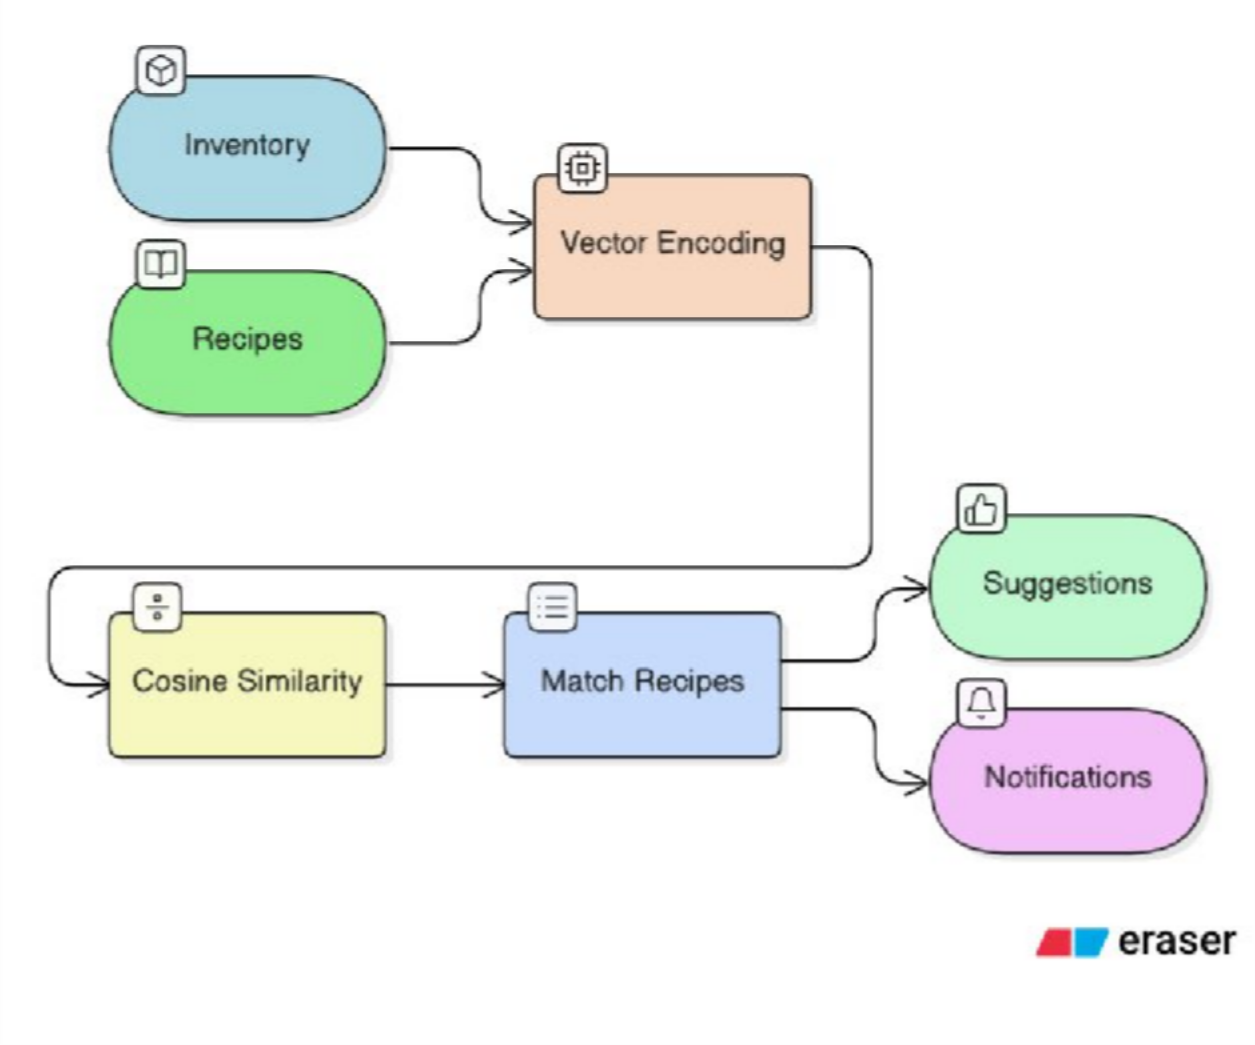 Inventory
Vector Encoding
Recipes
Suggestions
Cosine Similarity
Match Recipes
Notifications
eraser